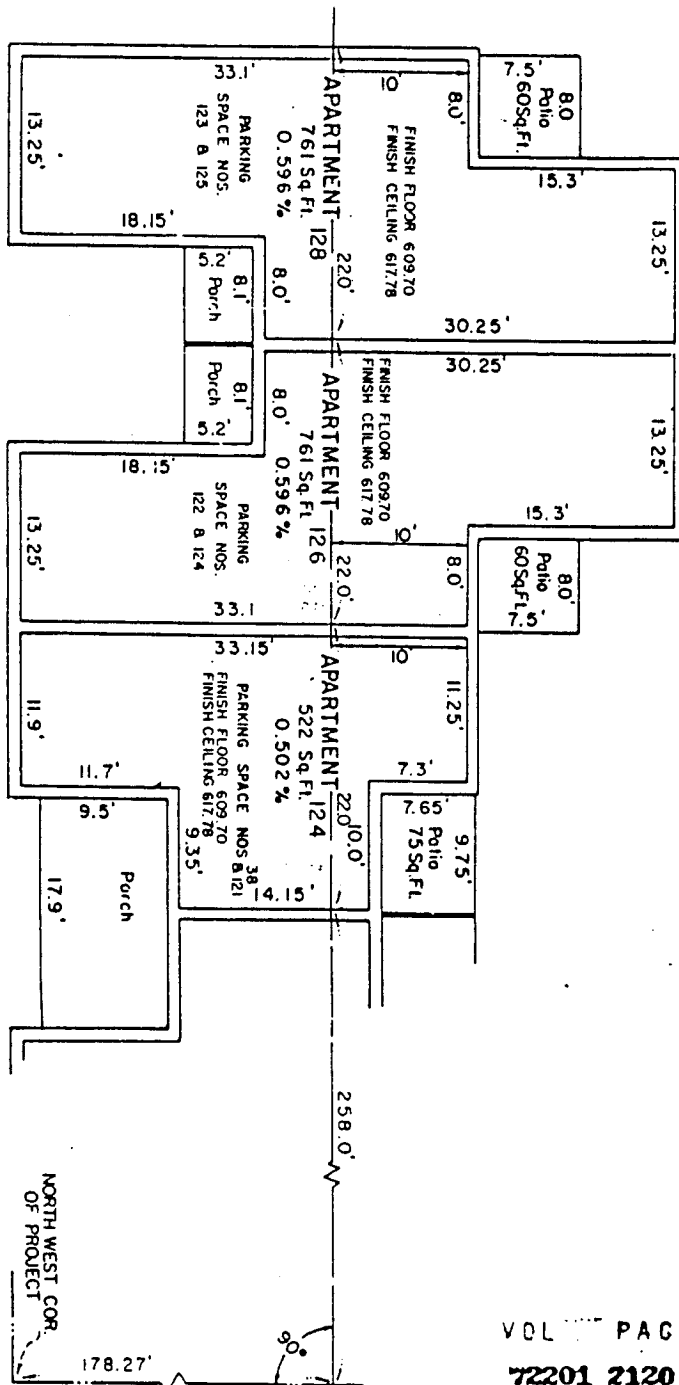 8.0
Patio
60Sq.Ft.
7.5'
33.1'
10'
8.0'
15.3'
13.25'
13.25'
PARKING
SPACE NOS.
123 & 125
APARTMENT 128
761 Sq.Ft.
0.596%
FINISH FLOOR 609.70
FINISH CEILING 617.78
18.15'
22.0'
8.0'
5.2'
8.1'
Porch
30.25'
30.25'
Porch
8.1'
5.2'
8.0'
18.15'
FINISH FLOOR 609.70
FINISH CEILING 617.78
APARTMENT 126
761 Sq.Ft
0.596%
13.25'
15.3'
PARKING
SPACE NOS.
122 & 124
13.25'
10'
22.0'
8.0'
8.0'
Patio
60Sq.Ft.
7.5'
33.1
33.15'
10'
11.25'
APARTMENT 124
522 Sq.Ft.
0.502%
PARKING SPACE NOS 38 & 121
FINISH FLOOR 609.70
FINISH CEILING 617.78
11.9'
11.7'
7.3'
22.0'
10.0'
9.35'
14.15'
9.5'
Porch
17.9'
7.65'
9.75'
Patio
75Sq.Ft.
258.0'
NORTH WEST COR.
OF PROJECT
178.27'
90°
VOL PAG
72201 2120